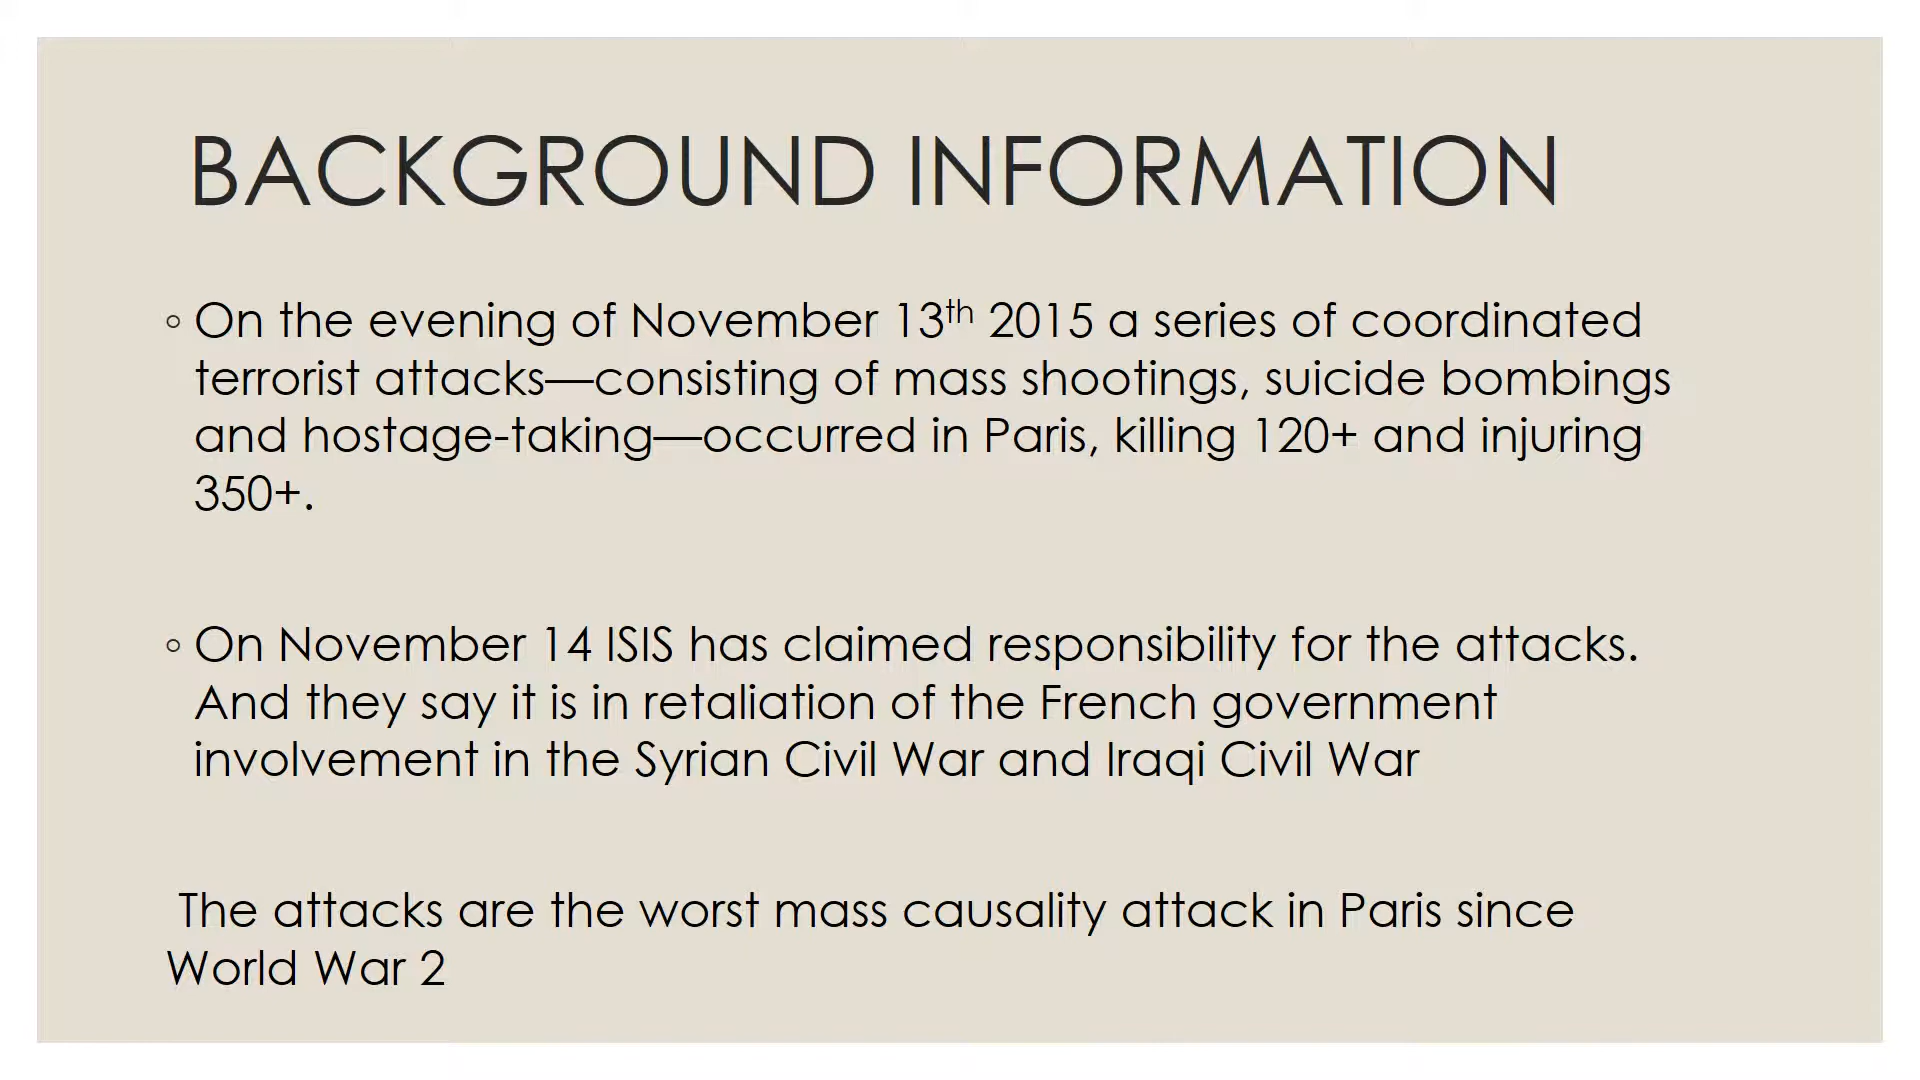 BACKGROUND INFORMATION
◦ On the evening of November 13th 2015 a series of coordinated
terrorist attacks—consisting of mass shootings, suicide bombings
and hostage-taking—occurred in Paris, killing 120+ and injuring
350+.
◦ On November 14 ISIS has claimed responsibility for the attacks.
And they say it is in retaliation of the French government
involvement in the Syrian Civil War and Iraqi Civil War
The attacks are the worst mass causality attack in Paris since
World War 2